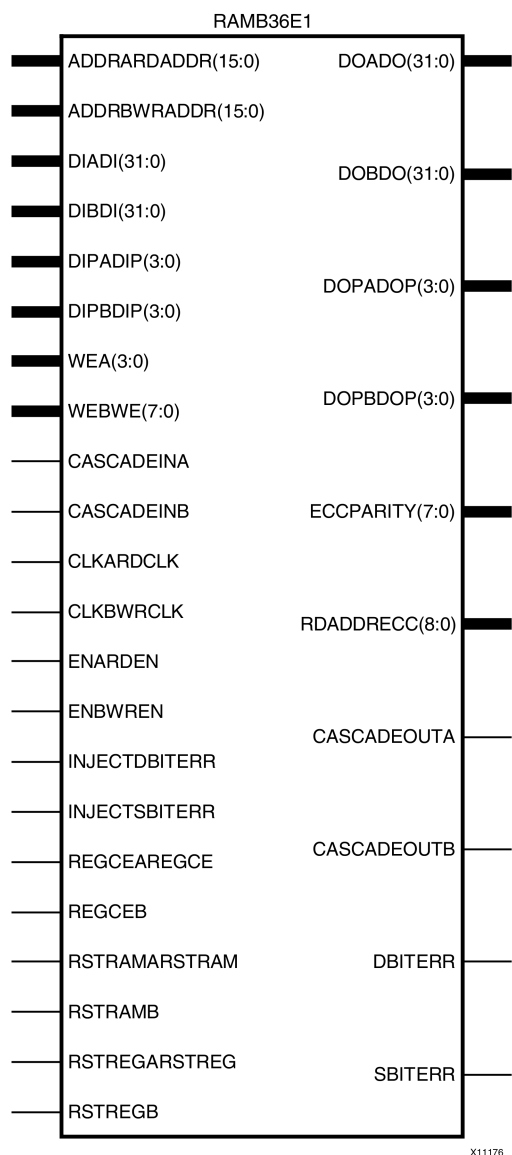 RAMB36E1
ADDRARDADDR(15:0)
ADDRBWRADDR(15:0)
DIADI(31:0)
DIBDI(31:0)
DIPADIP(3:0)
DIPBDIP(3:0)
WEA(3:0)
WEBWE(7:0)
CASCADEINA
CASCADEINB
CLKARDCLK
CLKBWRCLK
ENARDEN
ENBWREN
INJECTDBITERR
INJECTSBITERR
REGCEAREGCE
REGCEB
RSTRAMARSTRAM
RSTRAMB
RSTREGARSTREG
RSTREGB
DOADO(31:0)
DOBDO(31:0)
DOPADOP(3:0)
DOPBDOP(3:0)
ECCPARITY(7:0)
RDADDRECC(8:0)
CASCADEOUTA
CASCADEOUTB
DBITERR
SBITERR
X11176